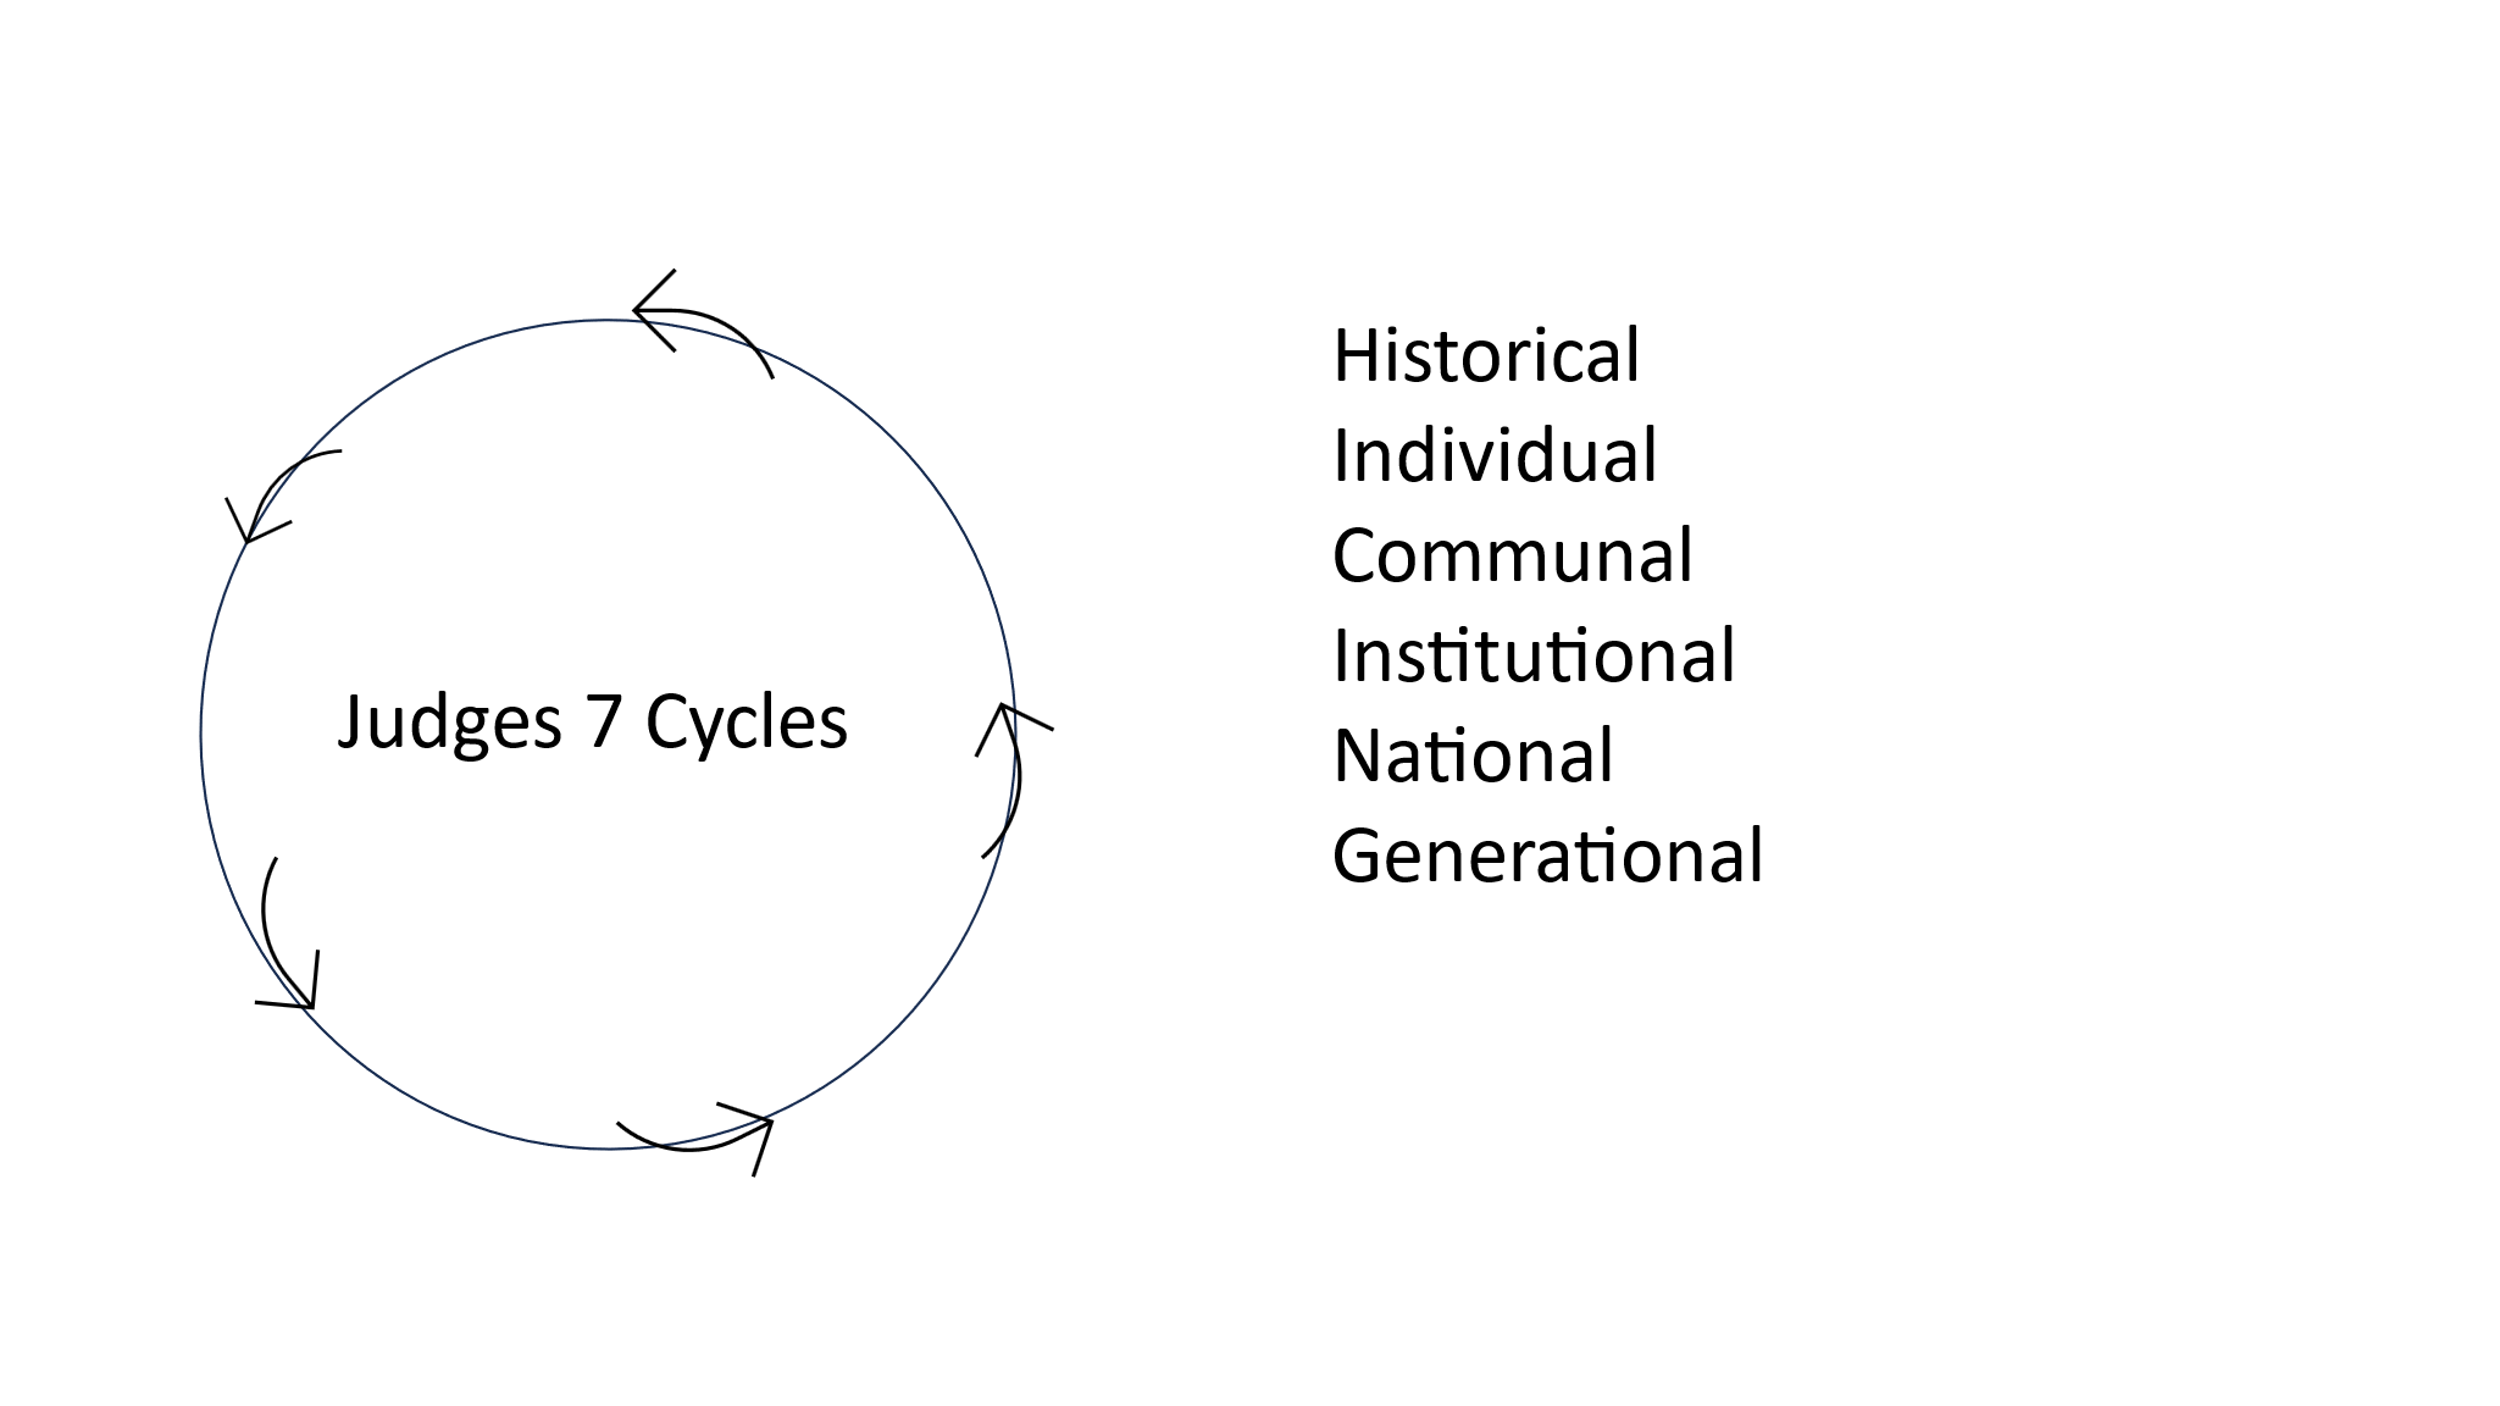 Judges 7 Cycles
Historical
Individual
Communal
Institutional
National
Generational